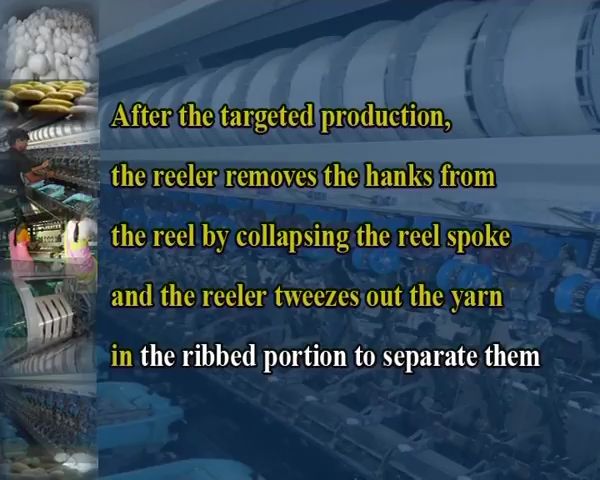 After the targeted production,
the reeler removes the hanks from
the reel by collapsing the reel spoke
and the reeler tweezes out the yarn
in the ribbed portion to separate them